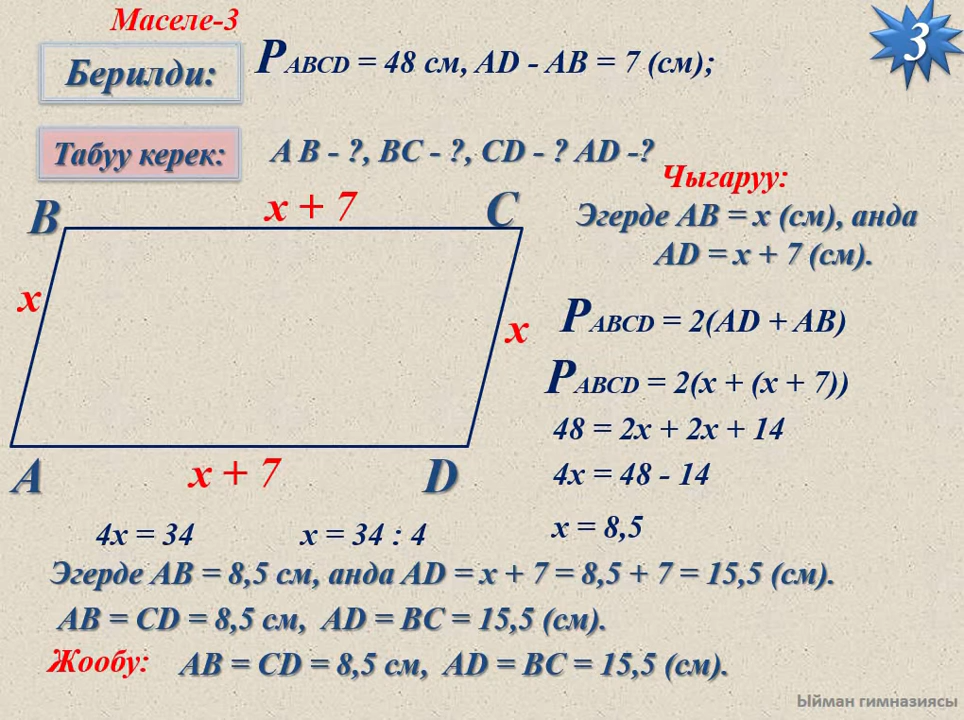 Маселе-3
3
Берилди:
PABCD = 48 см, AD - AB = 7 (см);
Табуу керек:
A B - ?, BC - ?, CD - ? AD -?
Чыгаруу:
B
x + 7
C
Эгерде AB = x (см), анда
AD = x + 7 (см).
x
x
PABCD = 2(AD + AB)
PABCD = 2(x + (x + 7))
48 = 2x + 2x + 14
A
x + 7
D
4x = 48 - 14
4x = 34
x = 34 : 4
x = 8,5
Эгерде AB = 8,5 см, анда AD = x + 7 = 8,5 + 7 = 15,5 (см).
AB = CD = 8,5 см, AD = BC = 15,5 (см).
Жообу: AB = CD = 8,5 см, AD = BC = 15,5 (см).
Ыйман гимназиясы